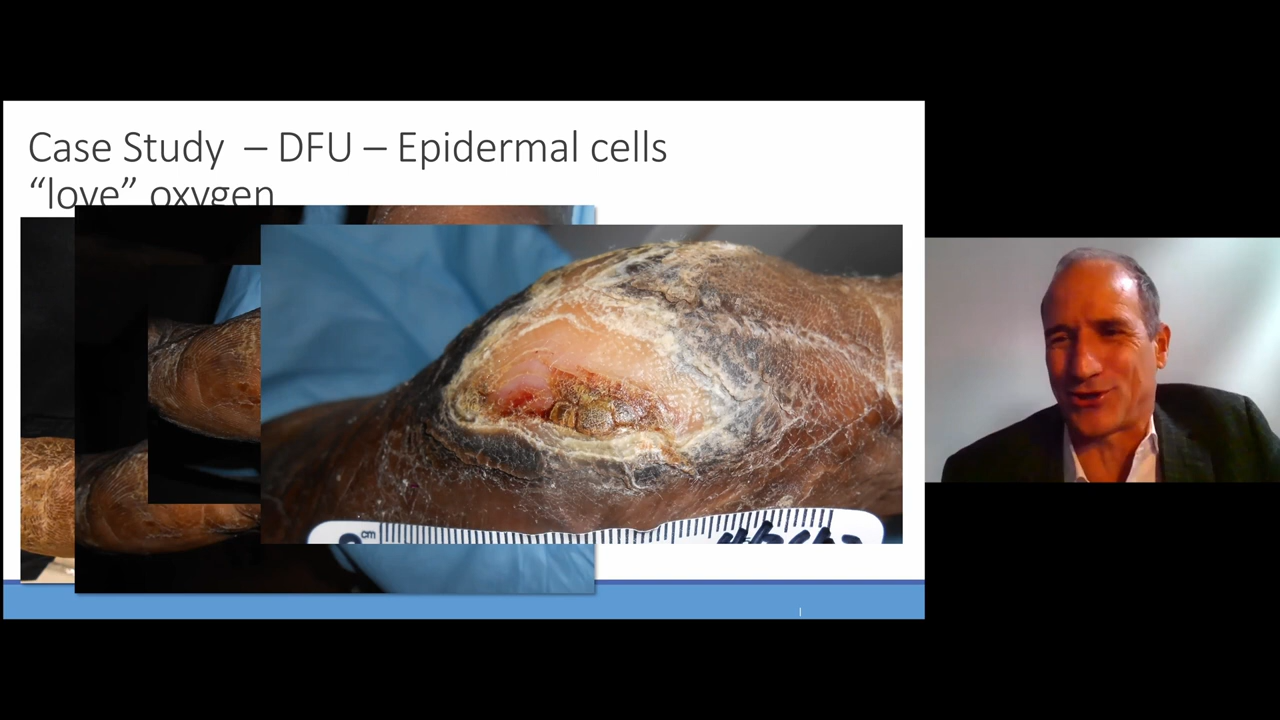 Case Study – DFU – Epidermal cells
“love” oxygen
cm